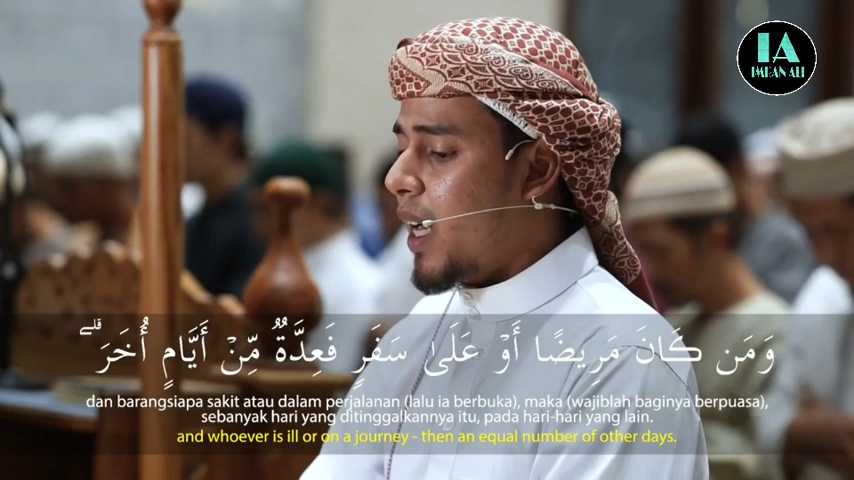 IA
IMRAN ALI
وَمَن كَانَ مَرِيضًا أَوْ عَلَىٰ سَفَرٍ فَعِدَّةٌ مِّنْ أَيَّامٍ أُخَرَ ۗ
dan barangsiapa sakit atau dalam perjalanan (lalu ia berbuka), maka (wajiblah baginya berpuasa),
sebanyak hari yang ditinggalkannya itu, pada hari-hari yang lain.
and whoever is ill or on a journey - then an equal number of other days.